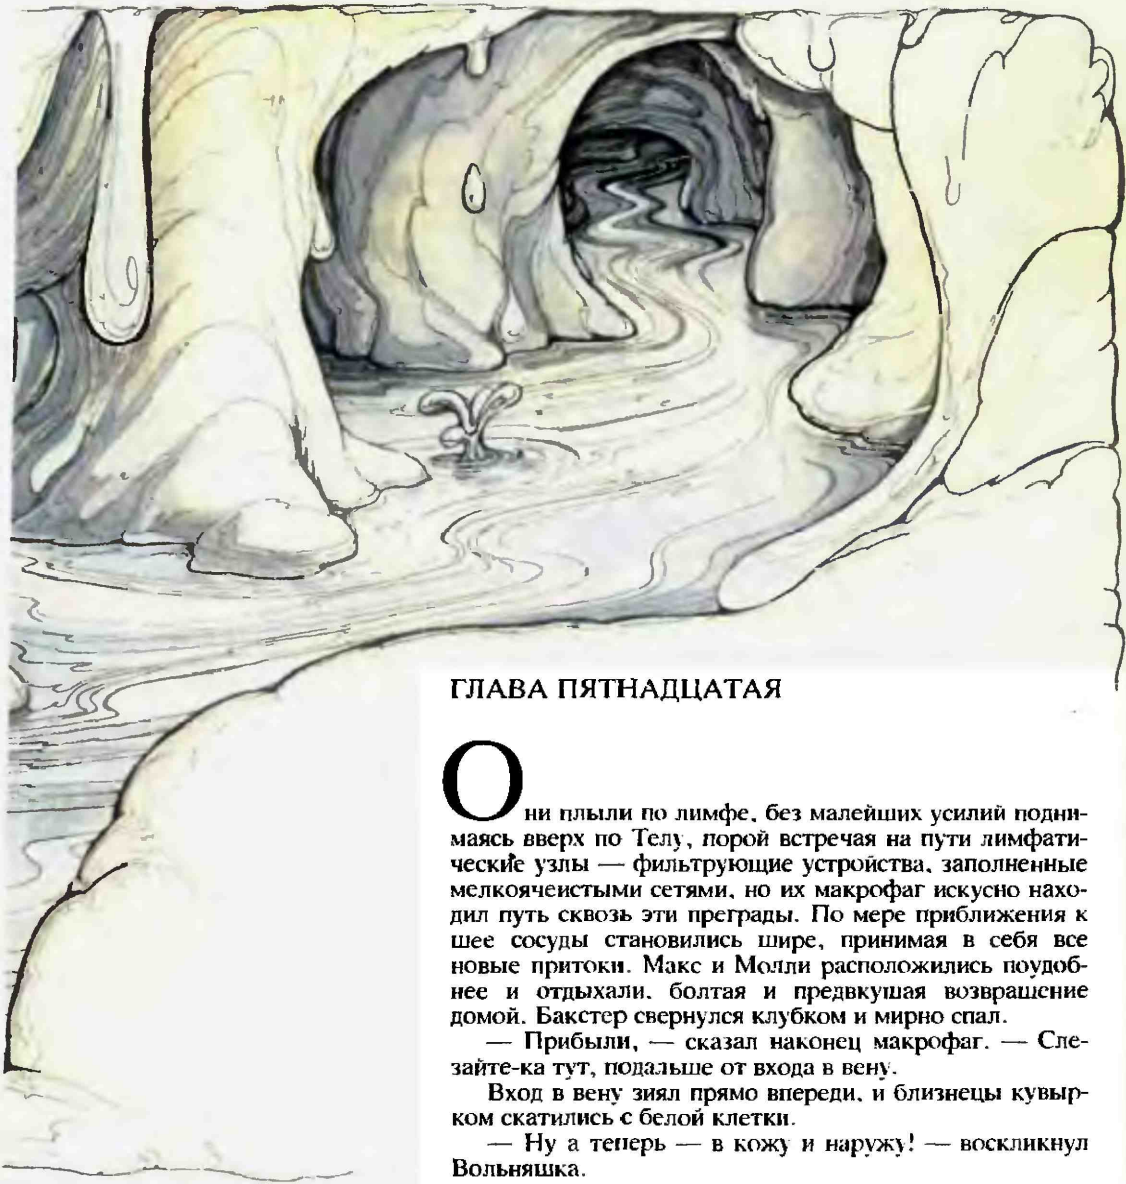 ГЛАВА ПЯТНАДЦАТАЯ
Они плыли по лимфе, без малейших усилий подни-
маясь вверх по Телу, порой встречая на пути лимфати-
ческие узлы — фильтрующие устройства, заполненные
мелкоячеистыми сетями, но их макрофаг искусно нахо-
дил путь сквозь эти преграды. По мере приближения к
шее сосуды становились шире, принимая в себя все
новые притоки. Макс и Молли расположились поудоб-
нее и отдыхали, болтая и предвкушая возвращение
домой. Бакстер свернулся клубком и мирно спал.
— Прибыли, — сказал наконец макрофаг. — Сле-
зайте-ка тут, подальше от входа в вену.
Вход в вену зиял прямо впереди, и близнецы кувыр-
ком скатились с белой клетки.
— Ну а теперь — в кожу и наружу! — воскликнул
Вольняшка.